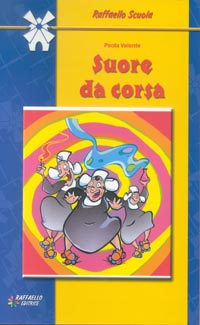 Raffaello Scuola
Paola Valente
Suore
da corsa
RAFFAELLO
EDITRICE